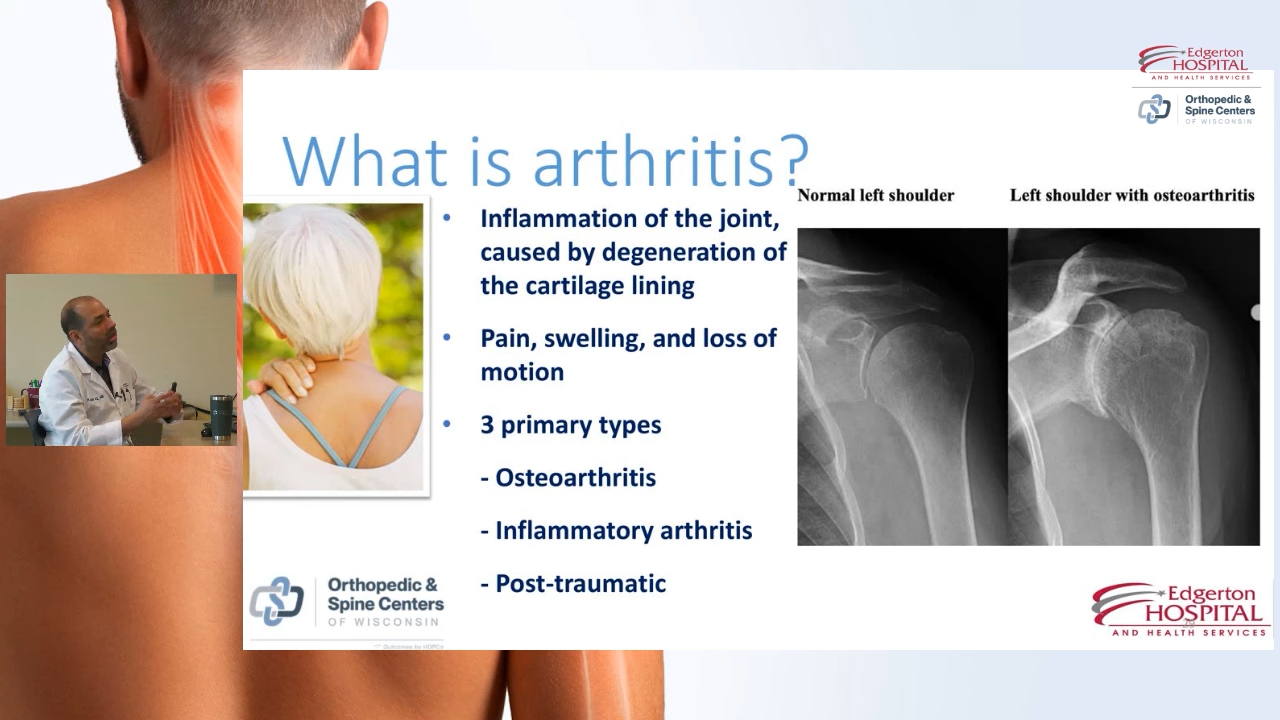 Edgerton
HOSPITAL
AND HEALTH SERVICES
Orthopedic &
Spine Centers
OF WISCONSIN
What is arthritis?
• Inflammation of the joint,
caused by degeneration of
the cartilage lining
• Pain, swelling, and loss of
motion
• 3 primary types
- Osteoarthritis
- Inflammatory arthritis
- Post-traumatic
Normal left shoulder
Left shoulder with osteoarthritis
Orthopedic &
Spine Centers
OF WISCONSIN
Edgerton
HOSPITAL
AND HEALTH SERVICES